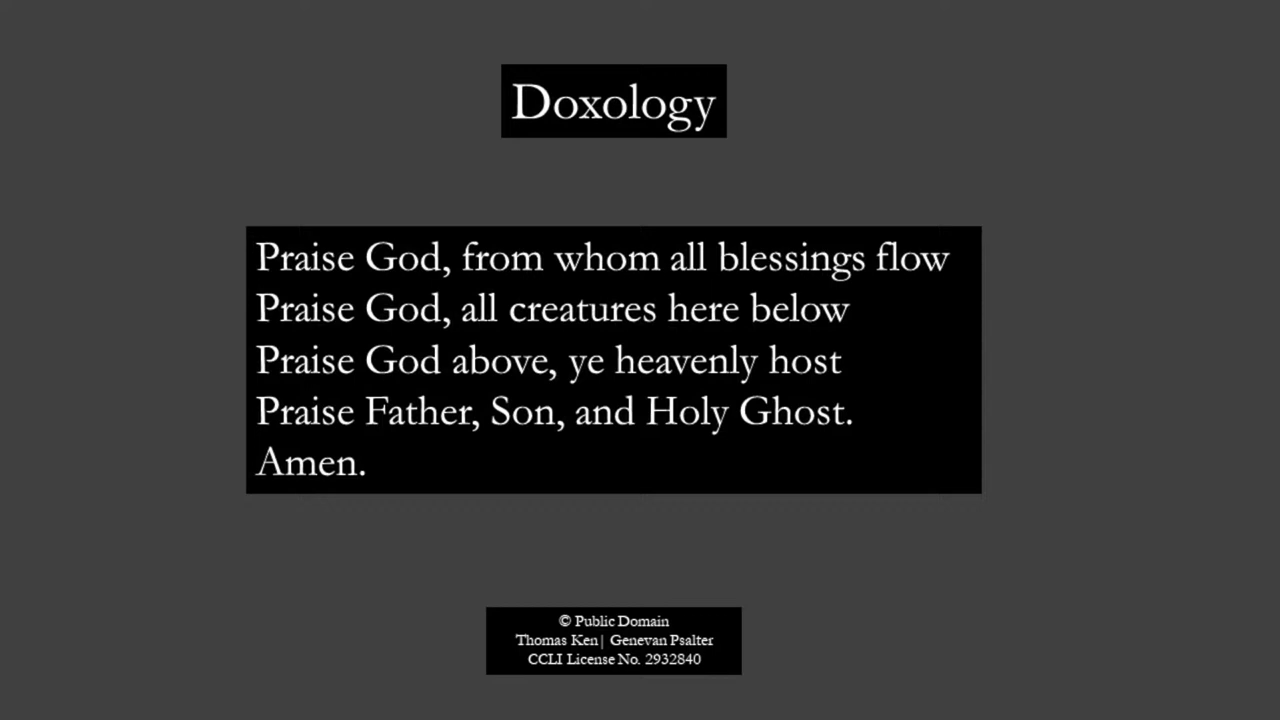 Doxology
Praise God, from whom all blessings flow
Praise God, all creatures here below
Praise God above, ye heavenly host
Praise Father, Son, and Holy Ghost.
Amen.
© Public Domain
Thomas Ken| Genevan Psalter
CCLI License No. 2932840